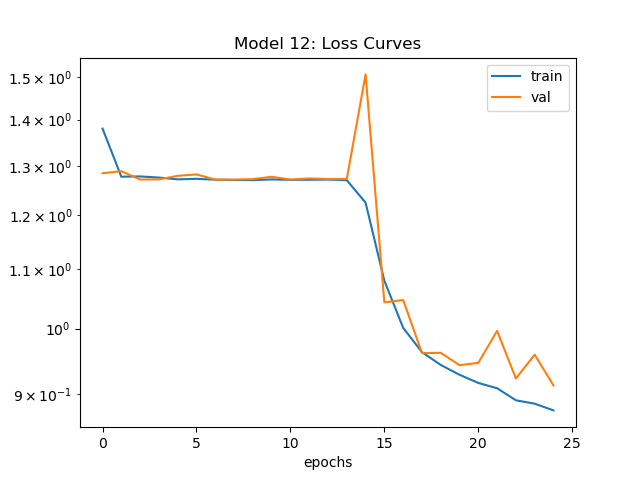 Model 12: Loss Curves
train
val
1.5 × 10⁰
1.4 × 10⁰
1.3 × 10⁰
1.2 × 10⁰
1.1 × 10⁰
10⁰
9 × 10⁻¹
0 5 10 15 20 25
epochs